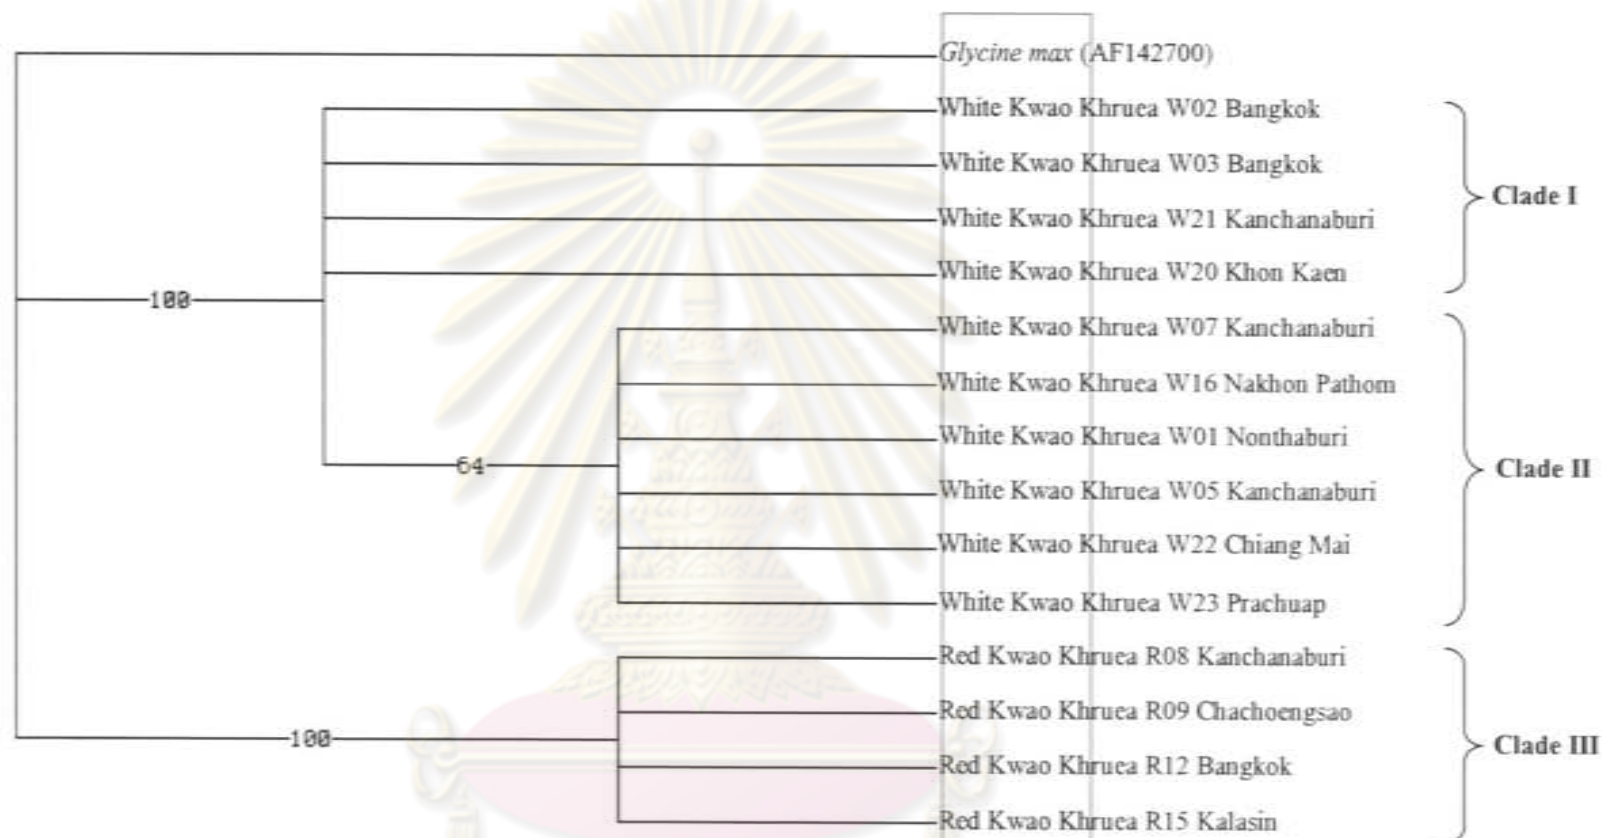 Glycine max (AF142700)
White Kwao Khruea W02 Bangkok
White Kwao Khruea W03 Bangkok
White Kwao Khruea W21 Kanchanaburi
Clade I
White Kwao Khruea W20 Khon Kaen
100
White Kwao Khruea W07 Kanchanaburi
White Kwao Khruea W16 Nakhon Pathom
White Kwao Khruea W01 Nonthaburi
64
Clade II
White Kwao Khruea W05 Kanchanaburi
White Kwao Khruea W22 Chiang Mai
White Kwao Khruea W23 Prachuap
Red Kwao Khruea R08 Kanchanaburi
Red Kwao Khruea R09 Chachoengsao
100
Clade III
Red Kwao Khruea R12 Bangkok
Red Kwao Khruea R15 Kalasin